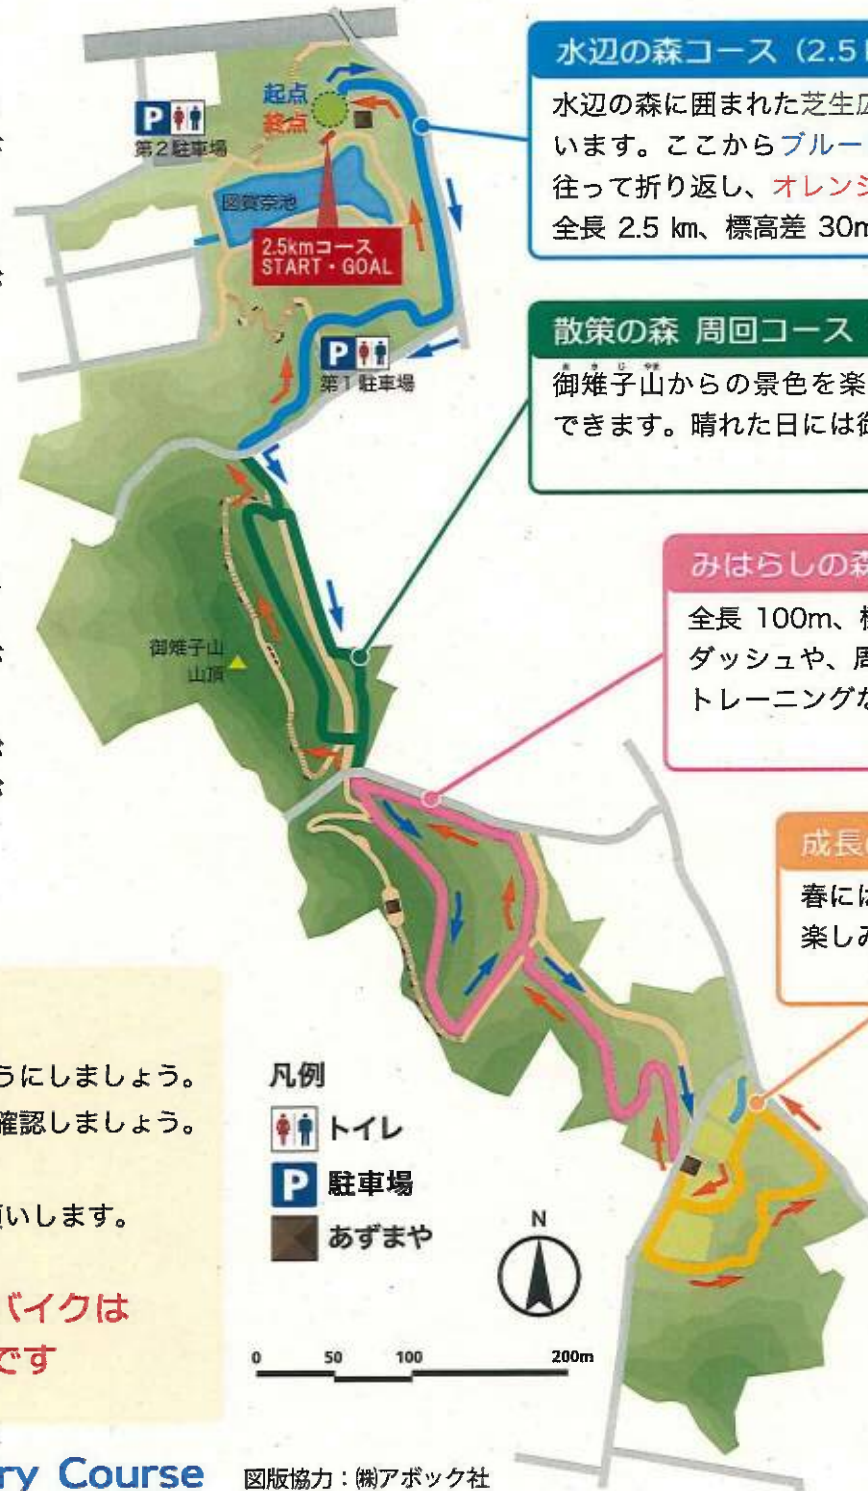 起点
終点
P
第2駐車場
図賀奈池
2.5kmコース
START・GOAL
P
第1駐車場
御雉子山
山頂
水辺の森コース（2.5
水辺の森に囲まれた芝生広
います。ここからブルー
往って折り返し、オレンジ
全長 2.5 ㎞、標高差 30m
散策の森 周回コース
御雉子山からの景色を楽
できます。晴れた日には御
みはらしの森
全長 100m、
ダッシュや、周
トレーニングな
成長の
春には
楽しみ
うにしましょう。
確認しましょう。
願いします。
バイクは
です
凡例
トイレ
P 駐車場
あずまや
N
0 50 100 200m
ry Course
図版協力：㈱アボック社